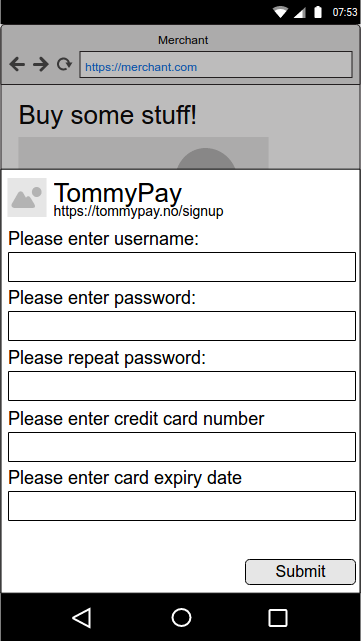 07:53
Merchant
https://merchant.com
Buy some stuff!
TommyPay
https://tommypay.no/signup
Please enter username:
Please enter password:
Please repeat password:
Please enter credit card number
Please enter card expiry date
Submit